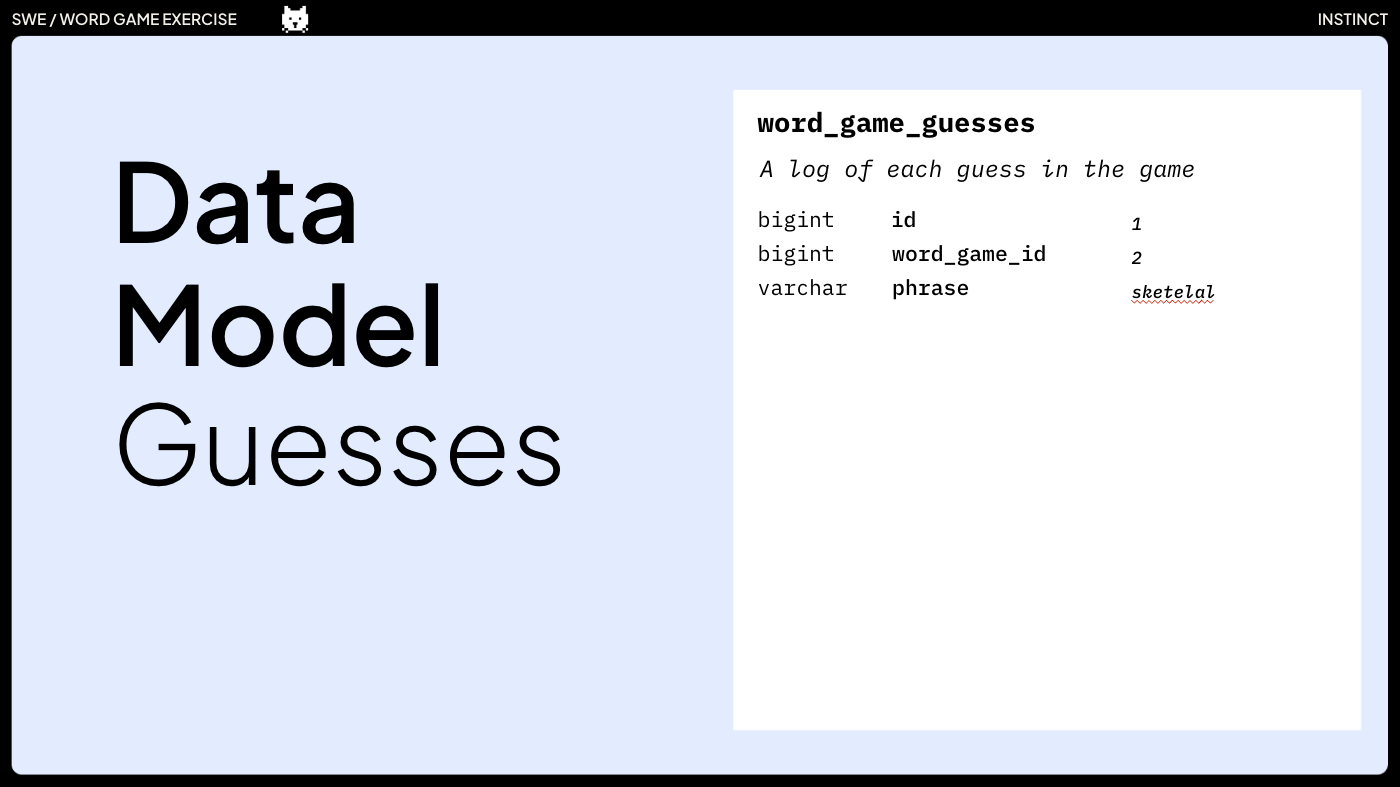 SWE / WORD GAME EXERCISE
INSTINCT
Data
Model
Guesses
word_game_guesses
A log of each guess in the game
bigint id 1
bigint word_game_id 2
varchar phrase sketelal